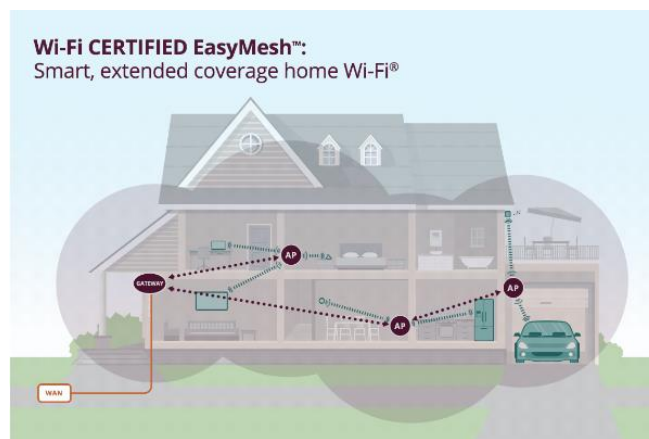 Wi-Fi CERTIFIED EasyMesh™:
Smart, extended coverage home Wi-Fi®
AP
GATEWAY
AP
AP
WAN